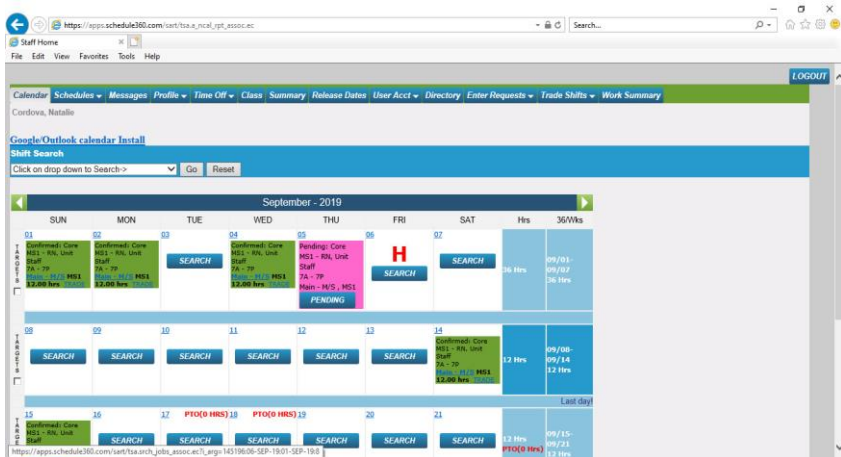 https://apps.schedule360.com/sart/tsa.a_ncal_rpt_assoc.ec
Search...
Staff Home
File Edit View Favorites Tools Help
LOGOUT
Calendar Schedules Messages Profile Time Off Class Summary Release Dates User Acct Directory Enter Requests Trade Shifts Work Summary
Cordova, Natalie
Google/Outlook calendar Install
Shift Search
Click on drop down to Search-> Go Reset
September - 2019
SUN MON TUE WED THU FRI SAT Hrs 36/Wks
TARGETS
01
Confirmed: Core
MS1 - RN, Unit
Staff
7A - 7P
Main - M/S MS1
12.00 hrs TRADE
02
Confirmed: Core
MS1 - RN, Unit
Staff
7A - 7P
Main - M/S MS1
12.00 hrs TRADE
03
SEARCH
04
Confirmed: Core
MS1 - RN, Unit
Staff
7A - 7P
Main - M/S MS1
12.00 hrs TRADE
05
Pending: Core
MS1 - RN, Unit
Staff
7A - 7P
Main - M/S , MS1
PENDING
06
H
SEARCH
07
SEARCH
36 Hrs
09/01-
09/07
36 Hrs
TARGETS
08
SEARCH
09
SEARCH
10
SEARCH
11
SEARCH
12
SEARCH
13
SEARCH
14
Confirmed: Core
MS1 - RN, Unit
Staff
7A - 7P
Main - M/S MS1
12.00 hrs TRADE
12 Hrs
09/08-
09/14
12 Hrs
Last day!
15
Confirmed: Core
MS1 - RN, Unit
Staff
16
SEARCH
17 PTO(0 HRS)
SEARCH
18 PTO(0 HRS)
SEARCH
19
SEARCH
20
SEARCH
21
SEARCH
12 Hrs
PTO(0 Hrs)
09/15-
09/21
12 Hrs
https://apps.schedule360.com/sart/tsa.srch_jobs_assoc.ec?i_arg=145196:06-SEP-19:01-SEP-19:8